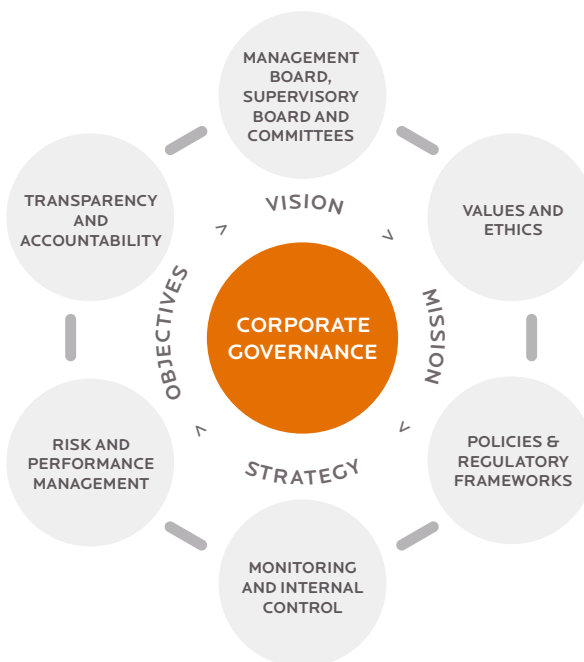 MANAGEMENT
BOARD,
SUPERVISORY
BOARD AND
COMMITTEES
TRANSPARENCY
AND
ACCOUNTABILITY
VALUES AND
ETHICS
VISION
MISSION
STRATEGY
OBJECTIVES
CORPORATE
GOVERNANCE
RISK AND
PERFORMANCE
MANAGEMENT
POLICIES &
REGULATORY
FRAMEWORKS
MONITORING
AND INTERNAL
CONTROL